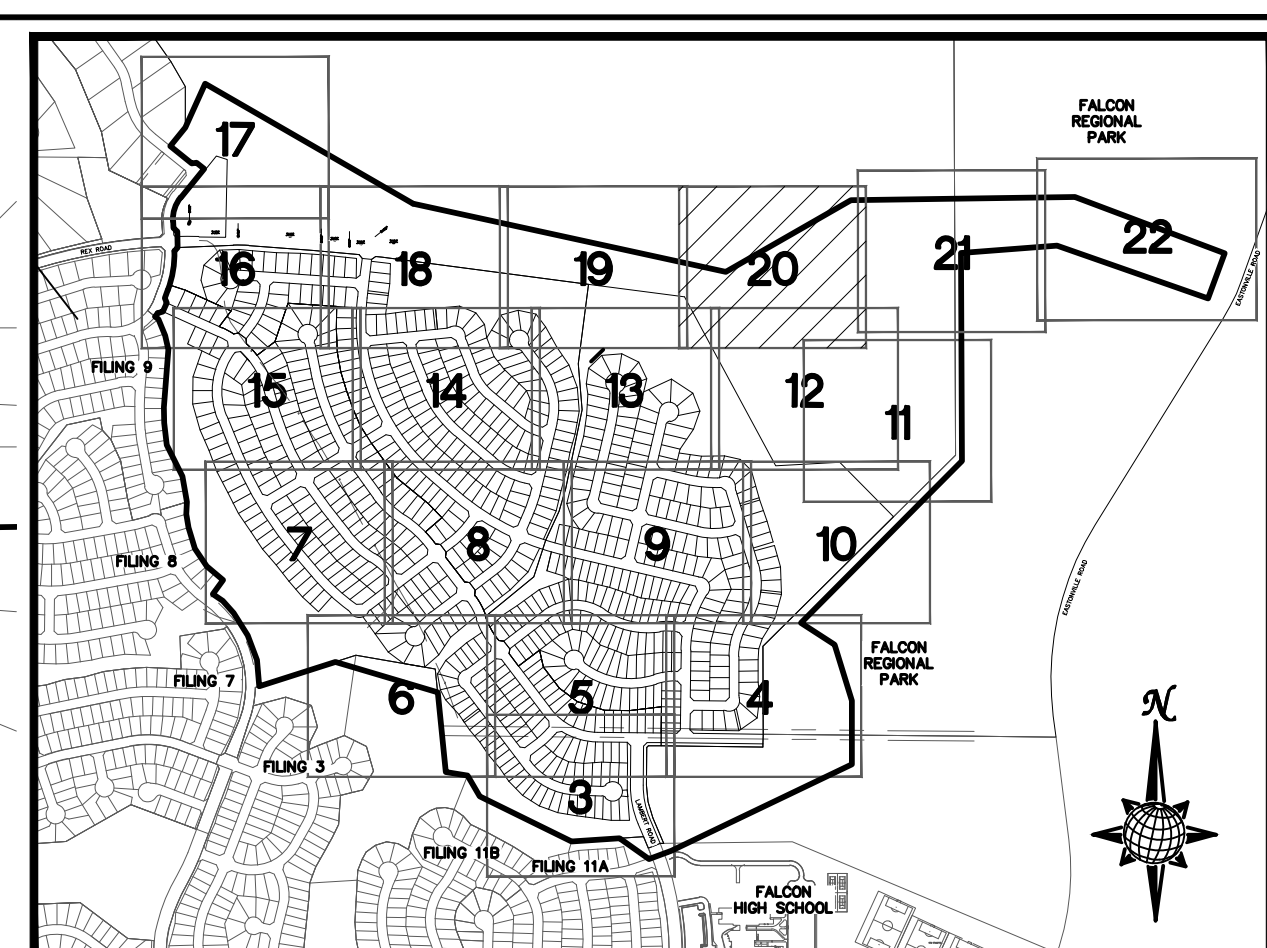 FALCON
REGIONAL
PARK
17
22
REX ROAD
21
16
18
19
20
EASTONVILLE ROAD
FILING 9
15
14
13
12
11
7
8
9
10
FILING 8
EASTONVILLE ROAD
FALCON
REGIONAL
PARK
FILING 7
6
5
4
N
FILING 3
3
LAMBERT ROAD
FILING 11B
FILING 11A
FALCON
HIGH SCHOOL